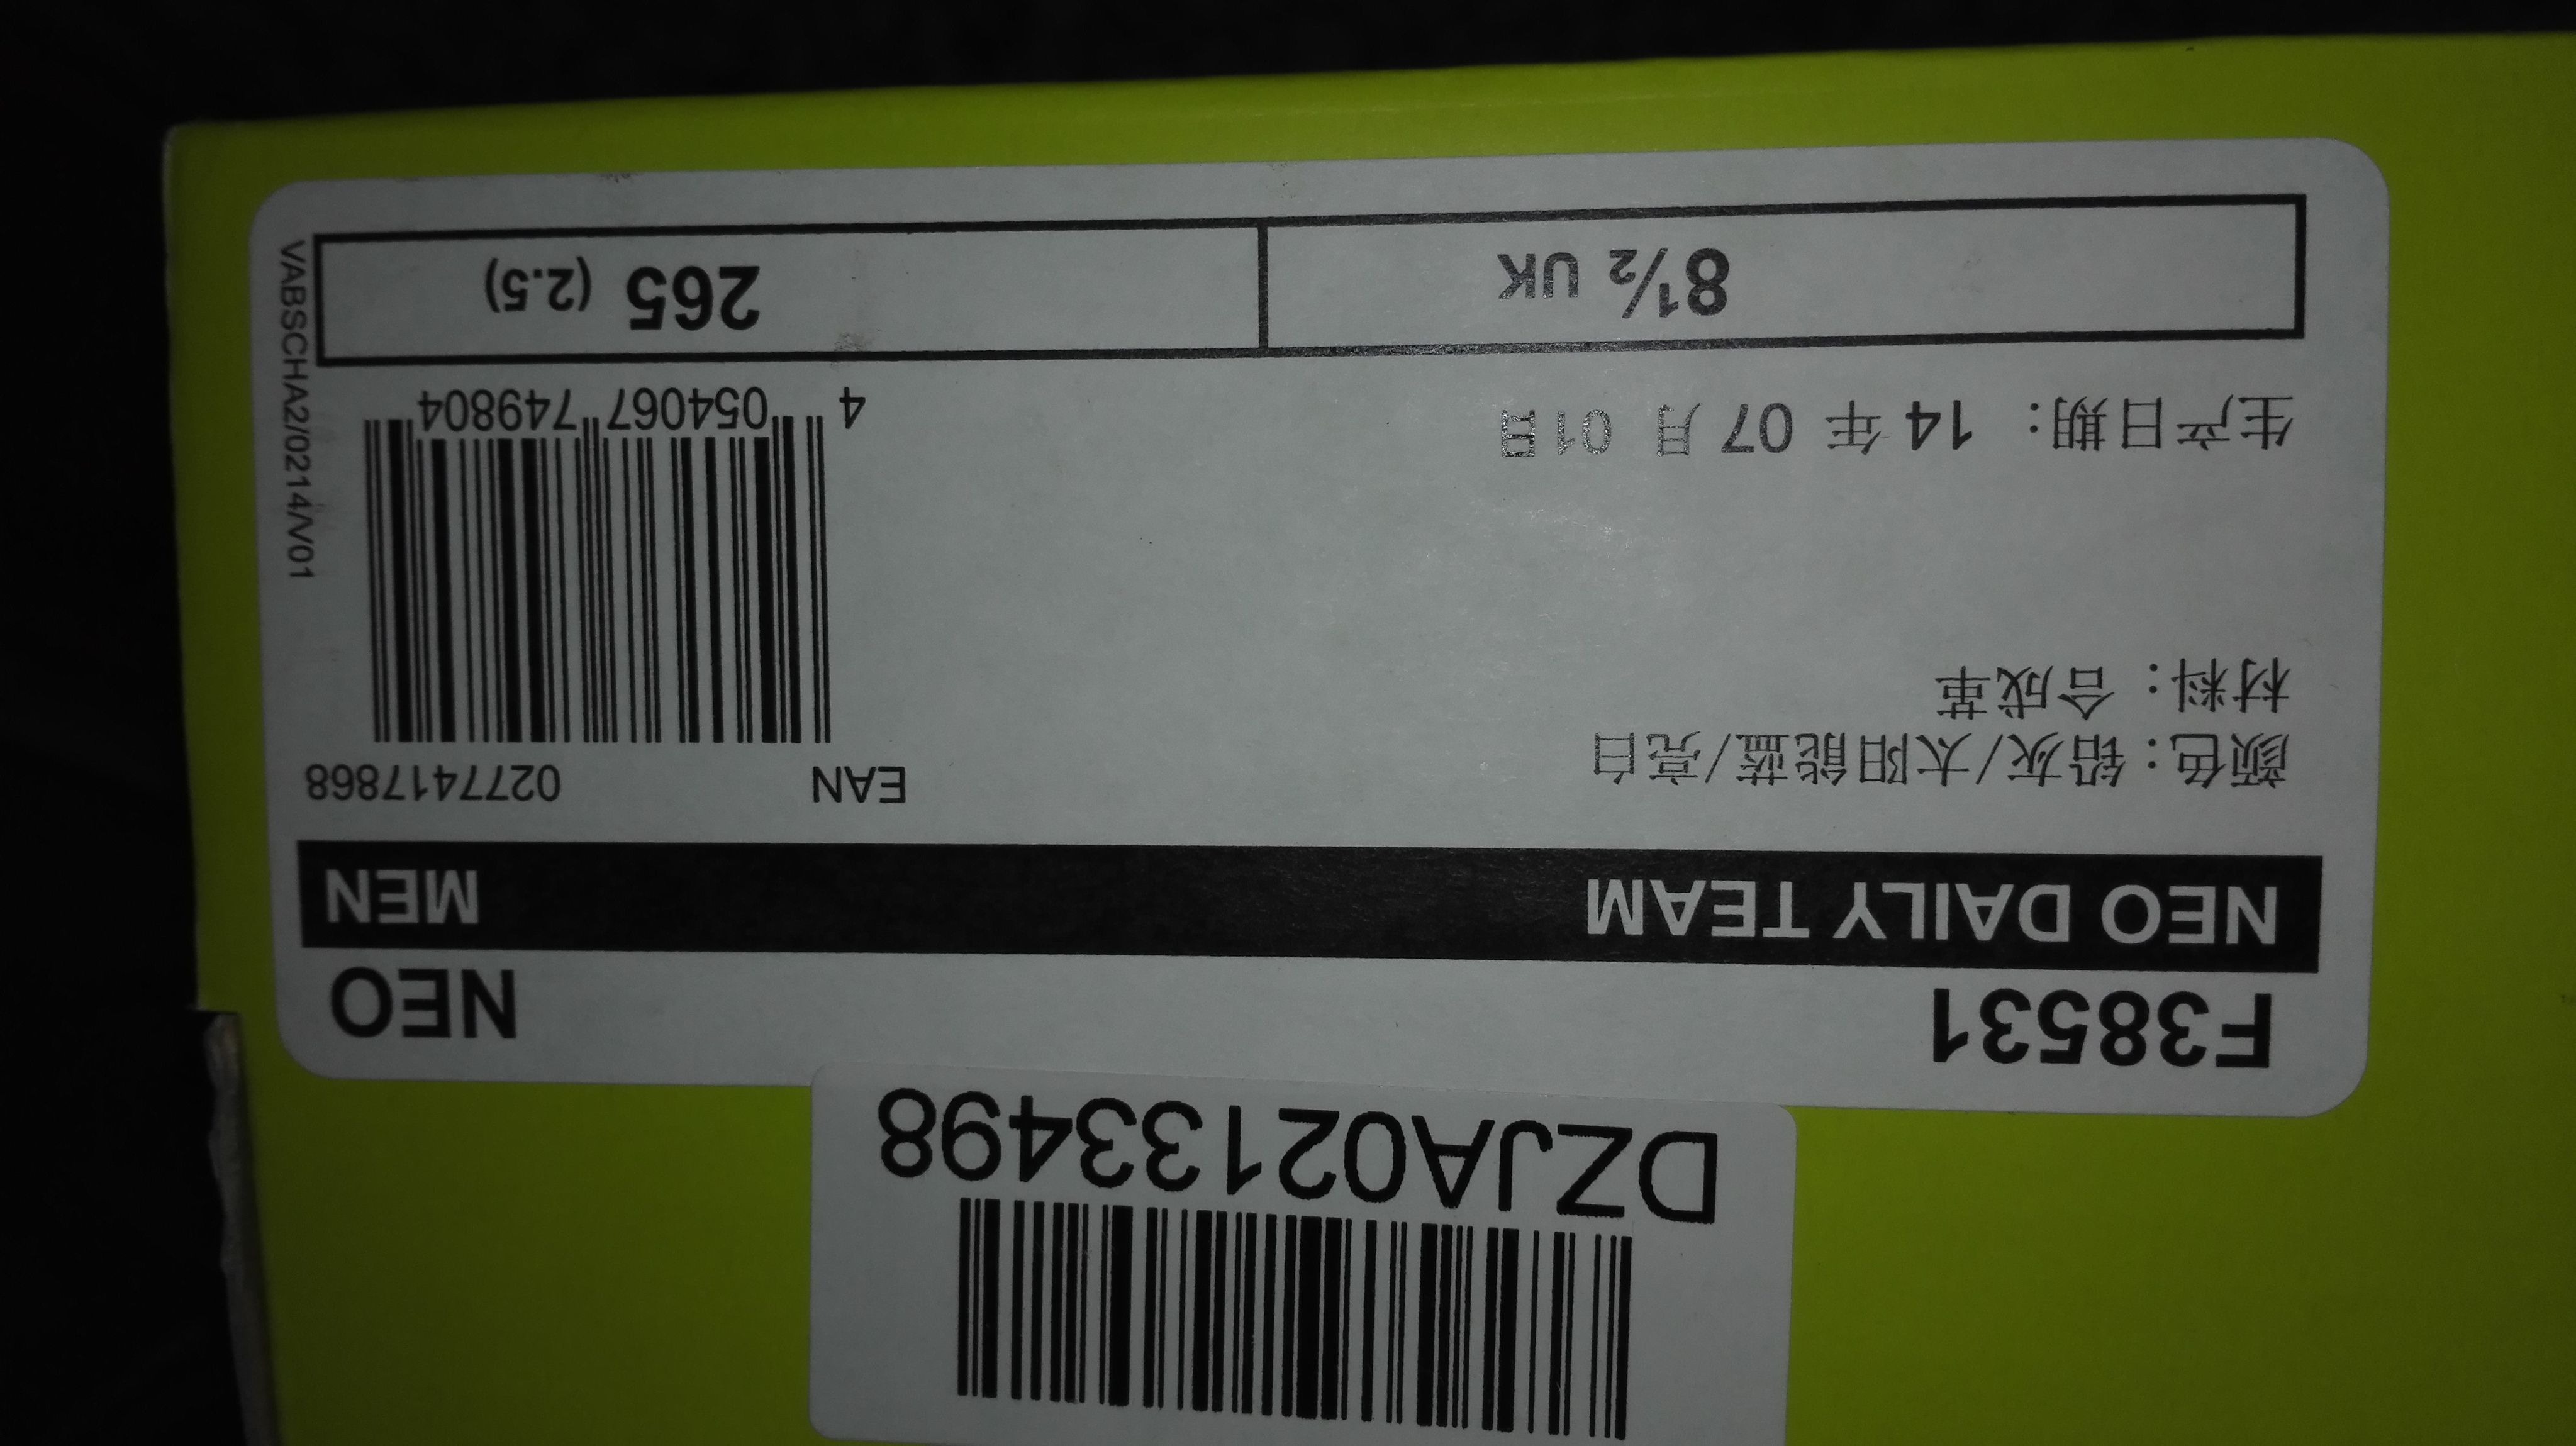 DZJA02133498
F38531 NEO
NEO DAILY TEAM MEN
颜色：铅灰/太阳能蓝/亮白
材料：合成革
EAN 0277417868
4 054067 749804
生产日期： 14 年 07 月 01日
8½ UK 265 (2.5)
VABSCHA2/0214/V01